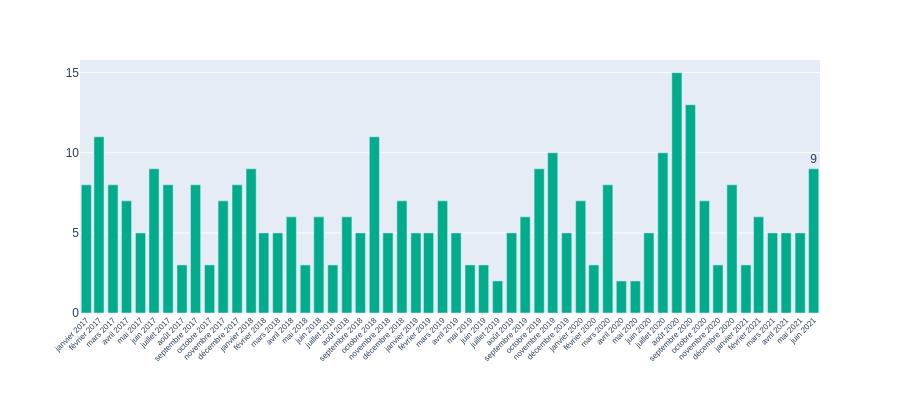 15
10
5
0
9
janvier 2017
février 2017
mars 2017
avril 2017
mai 2017
juin 2017
juillet 2017
août 2017
septembre 2017
octobre 2017
novembre 2017
décembre 2017
janvier 2018
février 2018
mars 2018
avril 2018
mai 2018
juin 2018
juillet 2018
août 2018
septembre 2018
octobre 2018
novembre 2018
décembre 2018
janvier 2019
février 2019
mars 2019
avril 2019
mai 2019
juin 2019
juillet 2019
août 2019
septembre 2019
octobre 2019
novembre 2019
décembre 2019
janvier 2020
février 2020
mars 2020
avril 2020
mai 2020
juin 2020
juillet 2020
août 2020
septembre 2020
octobre 2020
novembre 2020
décembre 2020
janvier 2021
février 2021
mars 2021
avril 2021
mai 2021
juin 2021